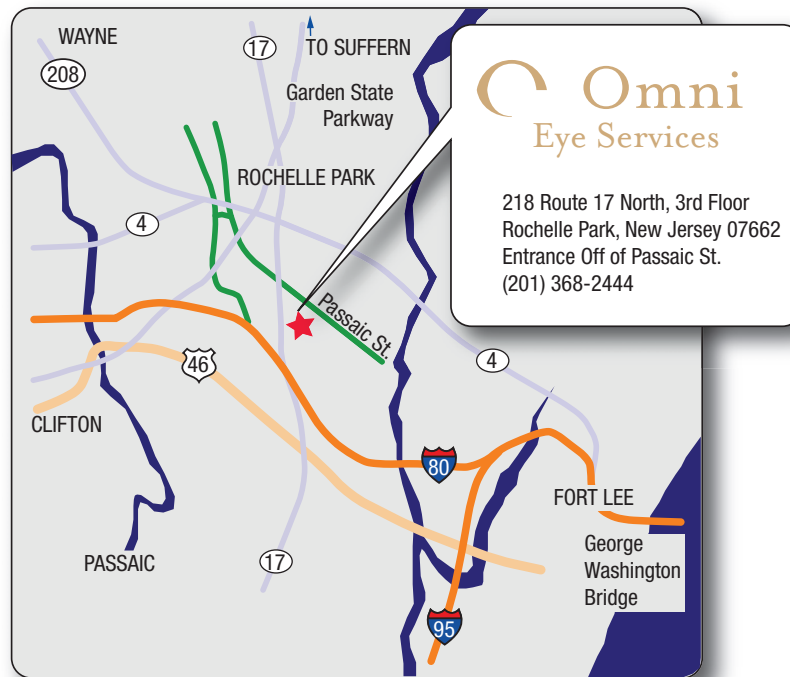 WAYNE
17
TO SUFFERN
208
Garden State
Parkway
Omni
Eye Services
ROCHELLE PARK
218 Route 17 North, 3rd Floor
Rochelle Park, New Jersey 07662
Entrance Off of Passaic St.
(201) 368-2444
4
Passaic St.
46
4
CLIFTON
80
FORT LEE
PASSAIC
17
George
Washington
Bridge
95